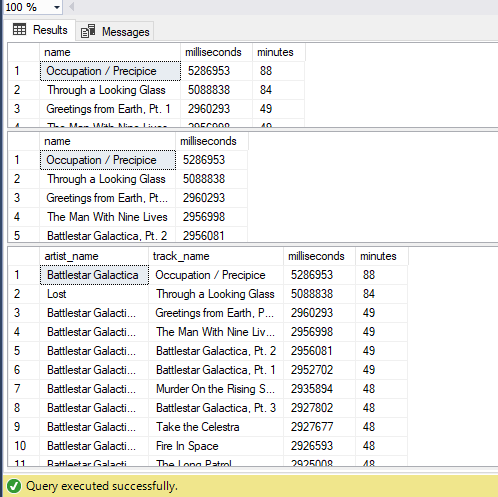 100 %
Results Messages
name milliseconds minutes
1 Occupation / Precipice 5286953 88
2 Through a Looking Glass 5088838 84
3 Greetings from Earth, Pt. 1 2960293 49
4 The Man With Nine Lives 2956998 49
name milliseconds
1 Occupation / Precipice 5286953
2 Through a Looking Glass 5088838
3 Greetings from Earth, Pt... 2960293
4 The Man With Nine Lives 2956998
5 Battlestar Galactica, Pt. 2 2956081
artist_name track_name milliseconds minutes
1 Battlestar Galactica Occupation / Precipice 5286953 88
2 Lost Through a Looking Glass 5088838 84
3 Battlestar Galacti... Greetings from Earth, P... 2960293 49
4 Battlestar Galacti... The Man With Nine Liv... 2956998 49
5 Battlestar Galacti... Battlestar Galactica, Pt. 2 2956081 49
6 Battlestar Galacti... Battlestar Galactica, Pt. 1 2952702 49
7 Battlestar Galacti... Murder On the Rising S... 2935894 48
8 Battlestar Galacti... Battlestar Galactica, Pt. 3 2927802 48
9 Battlestar Galacti... Take the Celestra 2927677 48
10 Battlestar Galacti... Fire In Space 2926593 48
11 Battlestar Galacti... The Long Patrol 2925008 48
Query executed successfully.